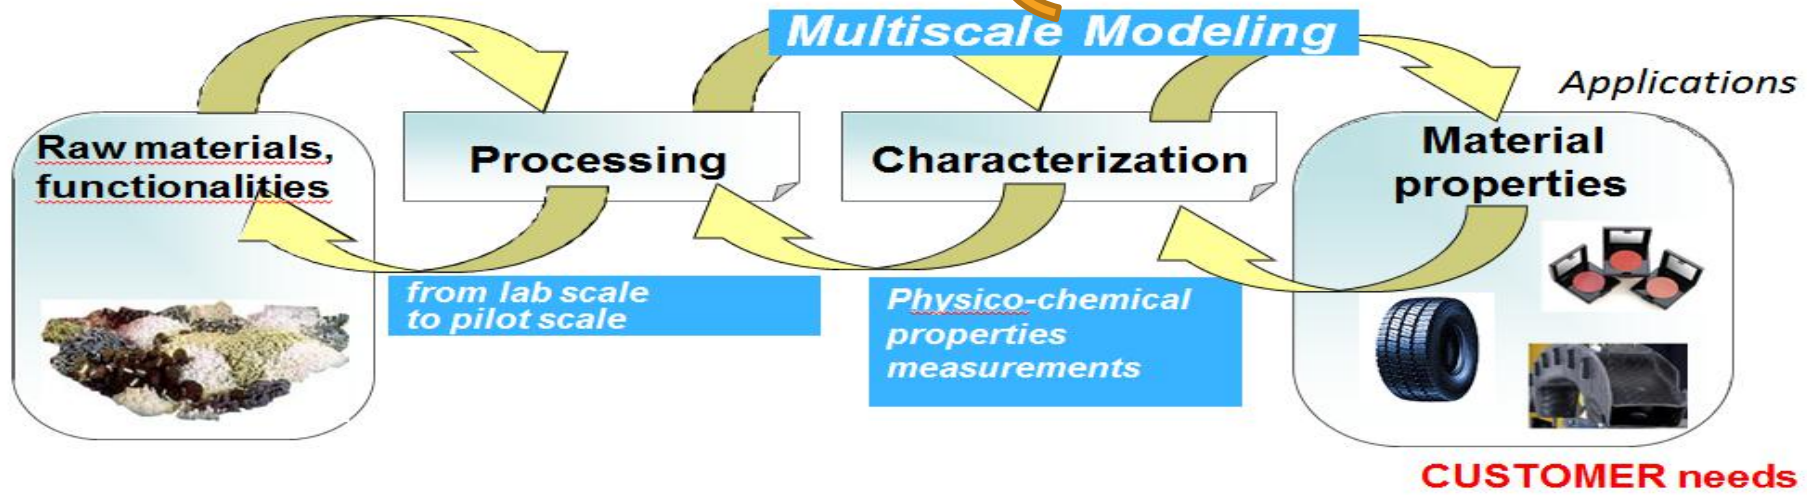 Multiscale Modeling
Applications
Raw materials,
functionalities
Processing
Characterization
Material
properties
from lab scale
to pilot scale
Physico-chemical
properties
measurements
CUSTOMER needs